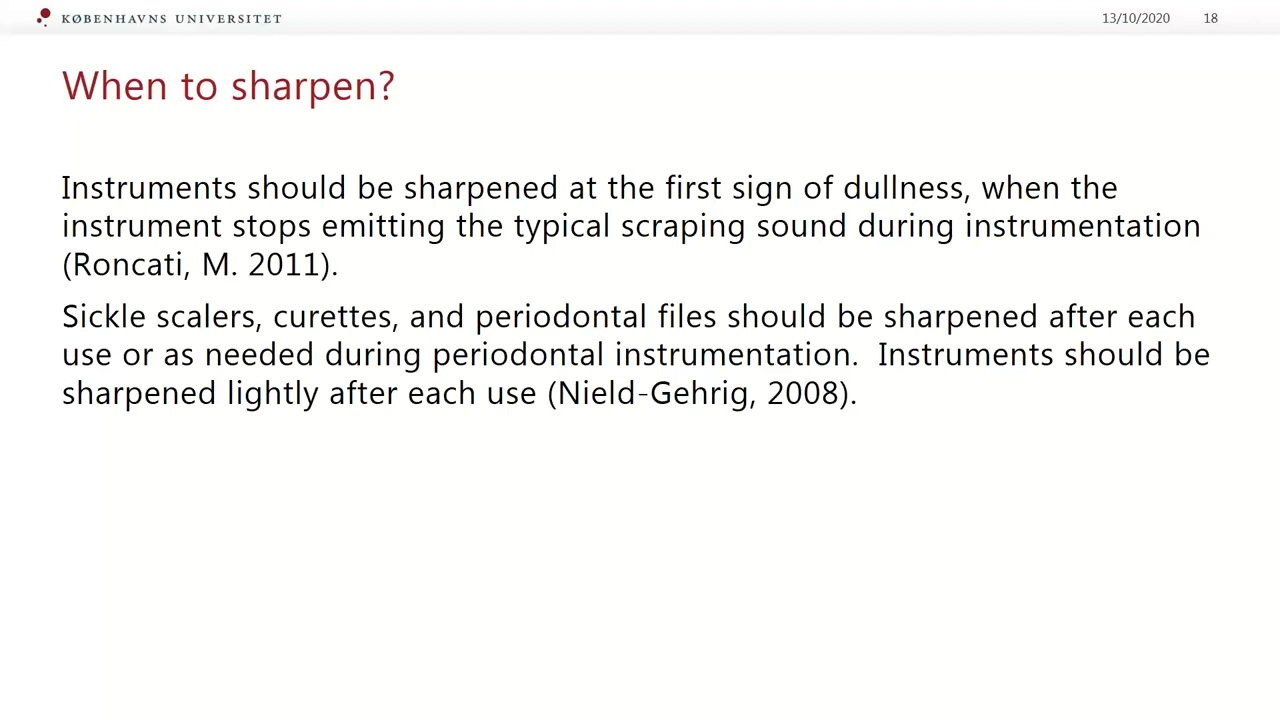 KØBENHAVNS UNIVERSITET
13/10/2020 18
When to sharpen?
Instruments should be sharpened at the first sign of dullness, when the
instrument stops emitting the typical scraping sound during instrumentation
(Roncati, M. 2011).
Sickle scalers, curettes, and periodontal files should be sharpened after each
use or as needed during periodontal instrumentation.  Instruments should be
sharpened lightly after each use (Nield-Gehrig, 2008).